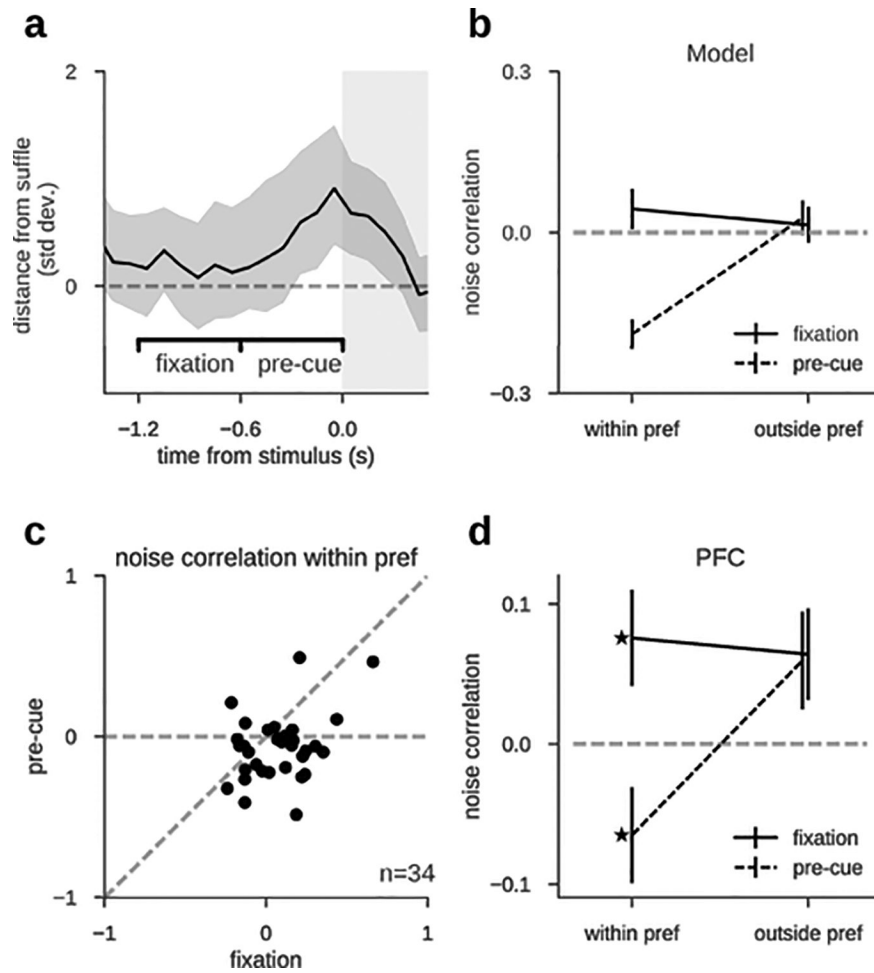 a
2
0
distance from suffle
(std dev.)
fixation
pre-cue
−1.2
−0.6
0.0
time from stimulus (s)
b
Model
0.3
0.0
−0.3
noise correlation
fixation
pre-cue
within pref
outside pref
c
noise correlation within pref
1
0
−1
pre-cue
n=34
−1
0
1
fixation
d
PFC
0.1
0.0
−0.1
noise correlation
fixation
pre-cue
within pref
outside pref